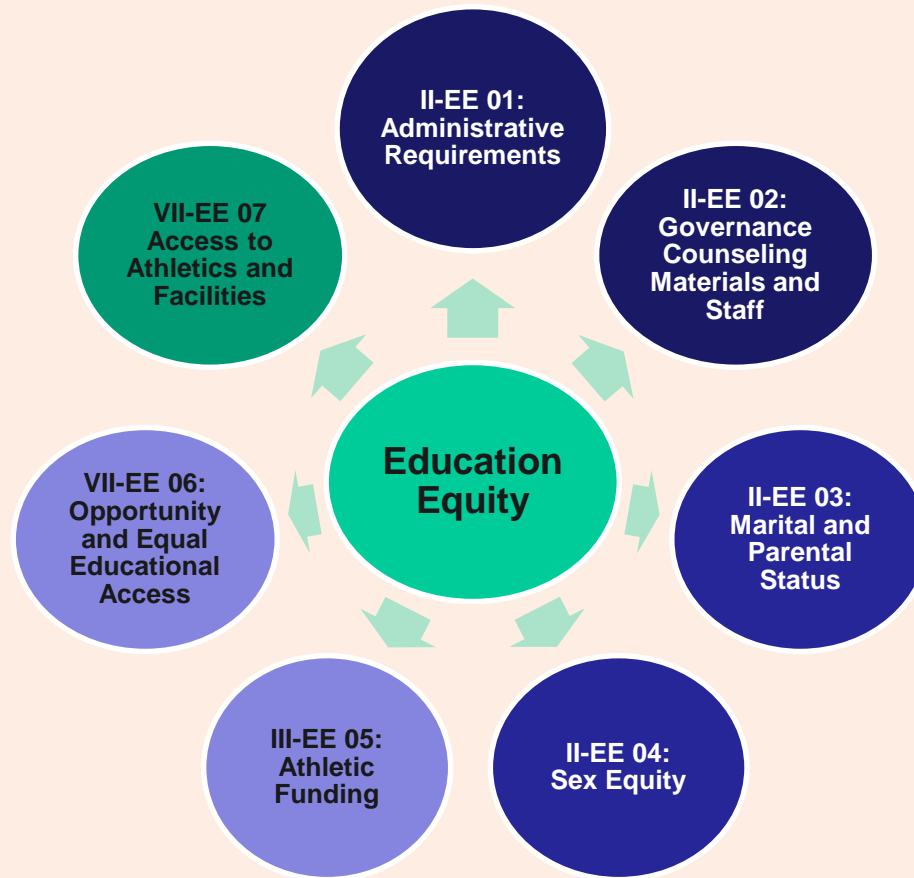 II-EE 01:
Administrative
Requirements
II-EE 02:
Governance
Counseling
Materials and
Staff
II-EE 03:
Marital and
Parental
Status
II-EE 04:
Sex Equity
III-EE 05:
Athletic
Funding
VII-EE 06:
Opportunity
and Equal
Educational
Access
VII-EE 07
Access to
Athletics and
Facilities
Education
Equity